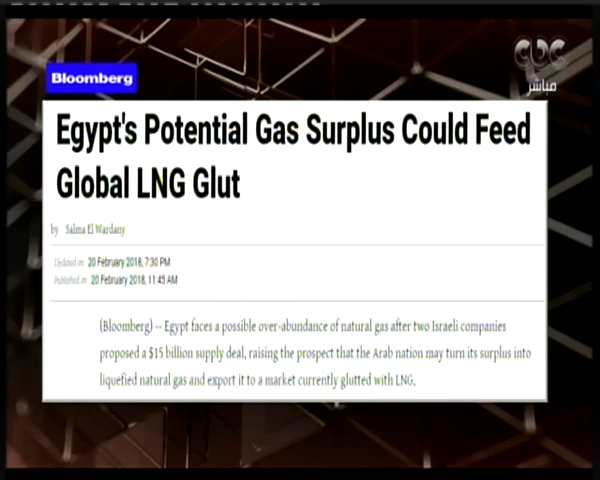 CBC
مباشر
Bloomberg
Egypt's Potential Gas Surplus Could Feed
Global LNG Glut
by Salma El Wardany
Updated on 20 February 2018, 7:30 PM
Published on 20 February 2018, 11:45 AM
(Bloomberg) -- Egypt faces a possible over-abundance of natural gas after two Israeli companies
proposed a $15 billion supply deal, raising the prospect that the Arab nation may turn its surplus into
liquefied natural gas and export it to a market currently glutted with LNG.